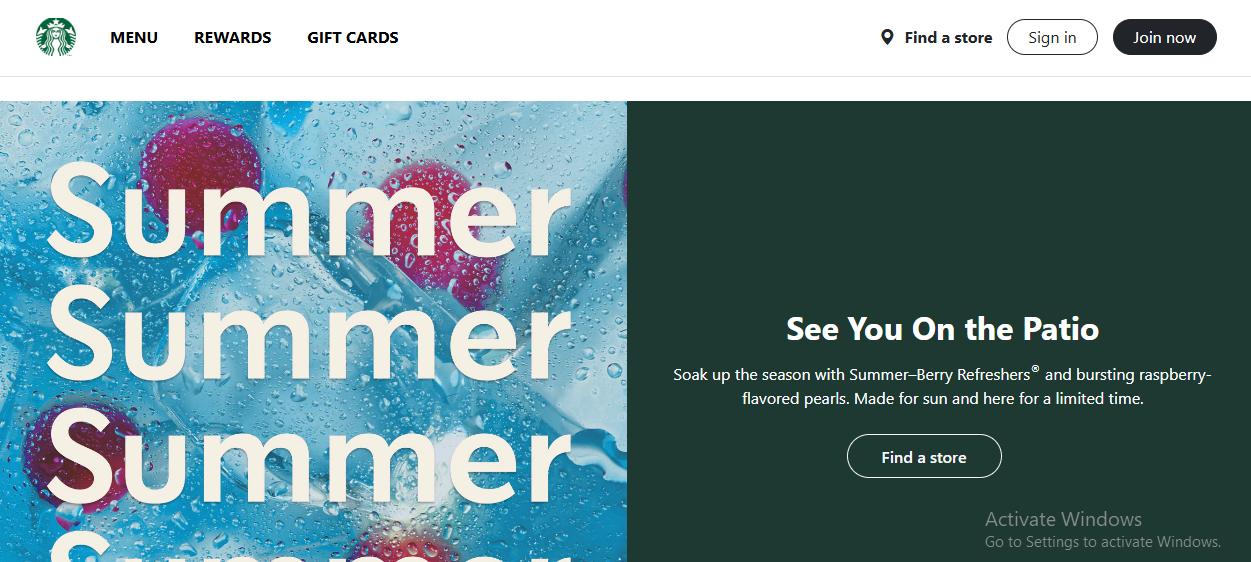 MENU
REWARDS
GIFT CARDS
Find a store
Sign in
Join now
Summer
Summer
Summer
Summer
See You On the Patio
Soak up the season with Summer–Berry Refreshers® and bursting raspberry-
flavored pearls. Made for sun and here for a limited time.
Find a store
Activate Windows
Go to Settings to activate Windows.